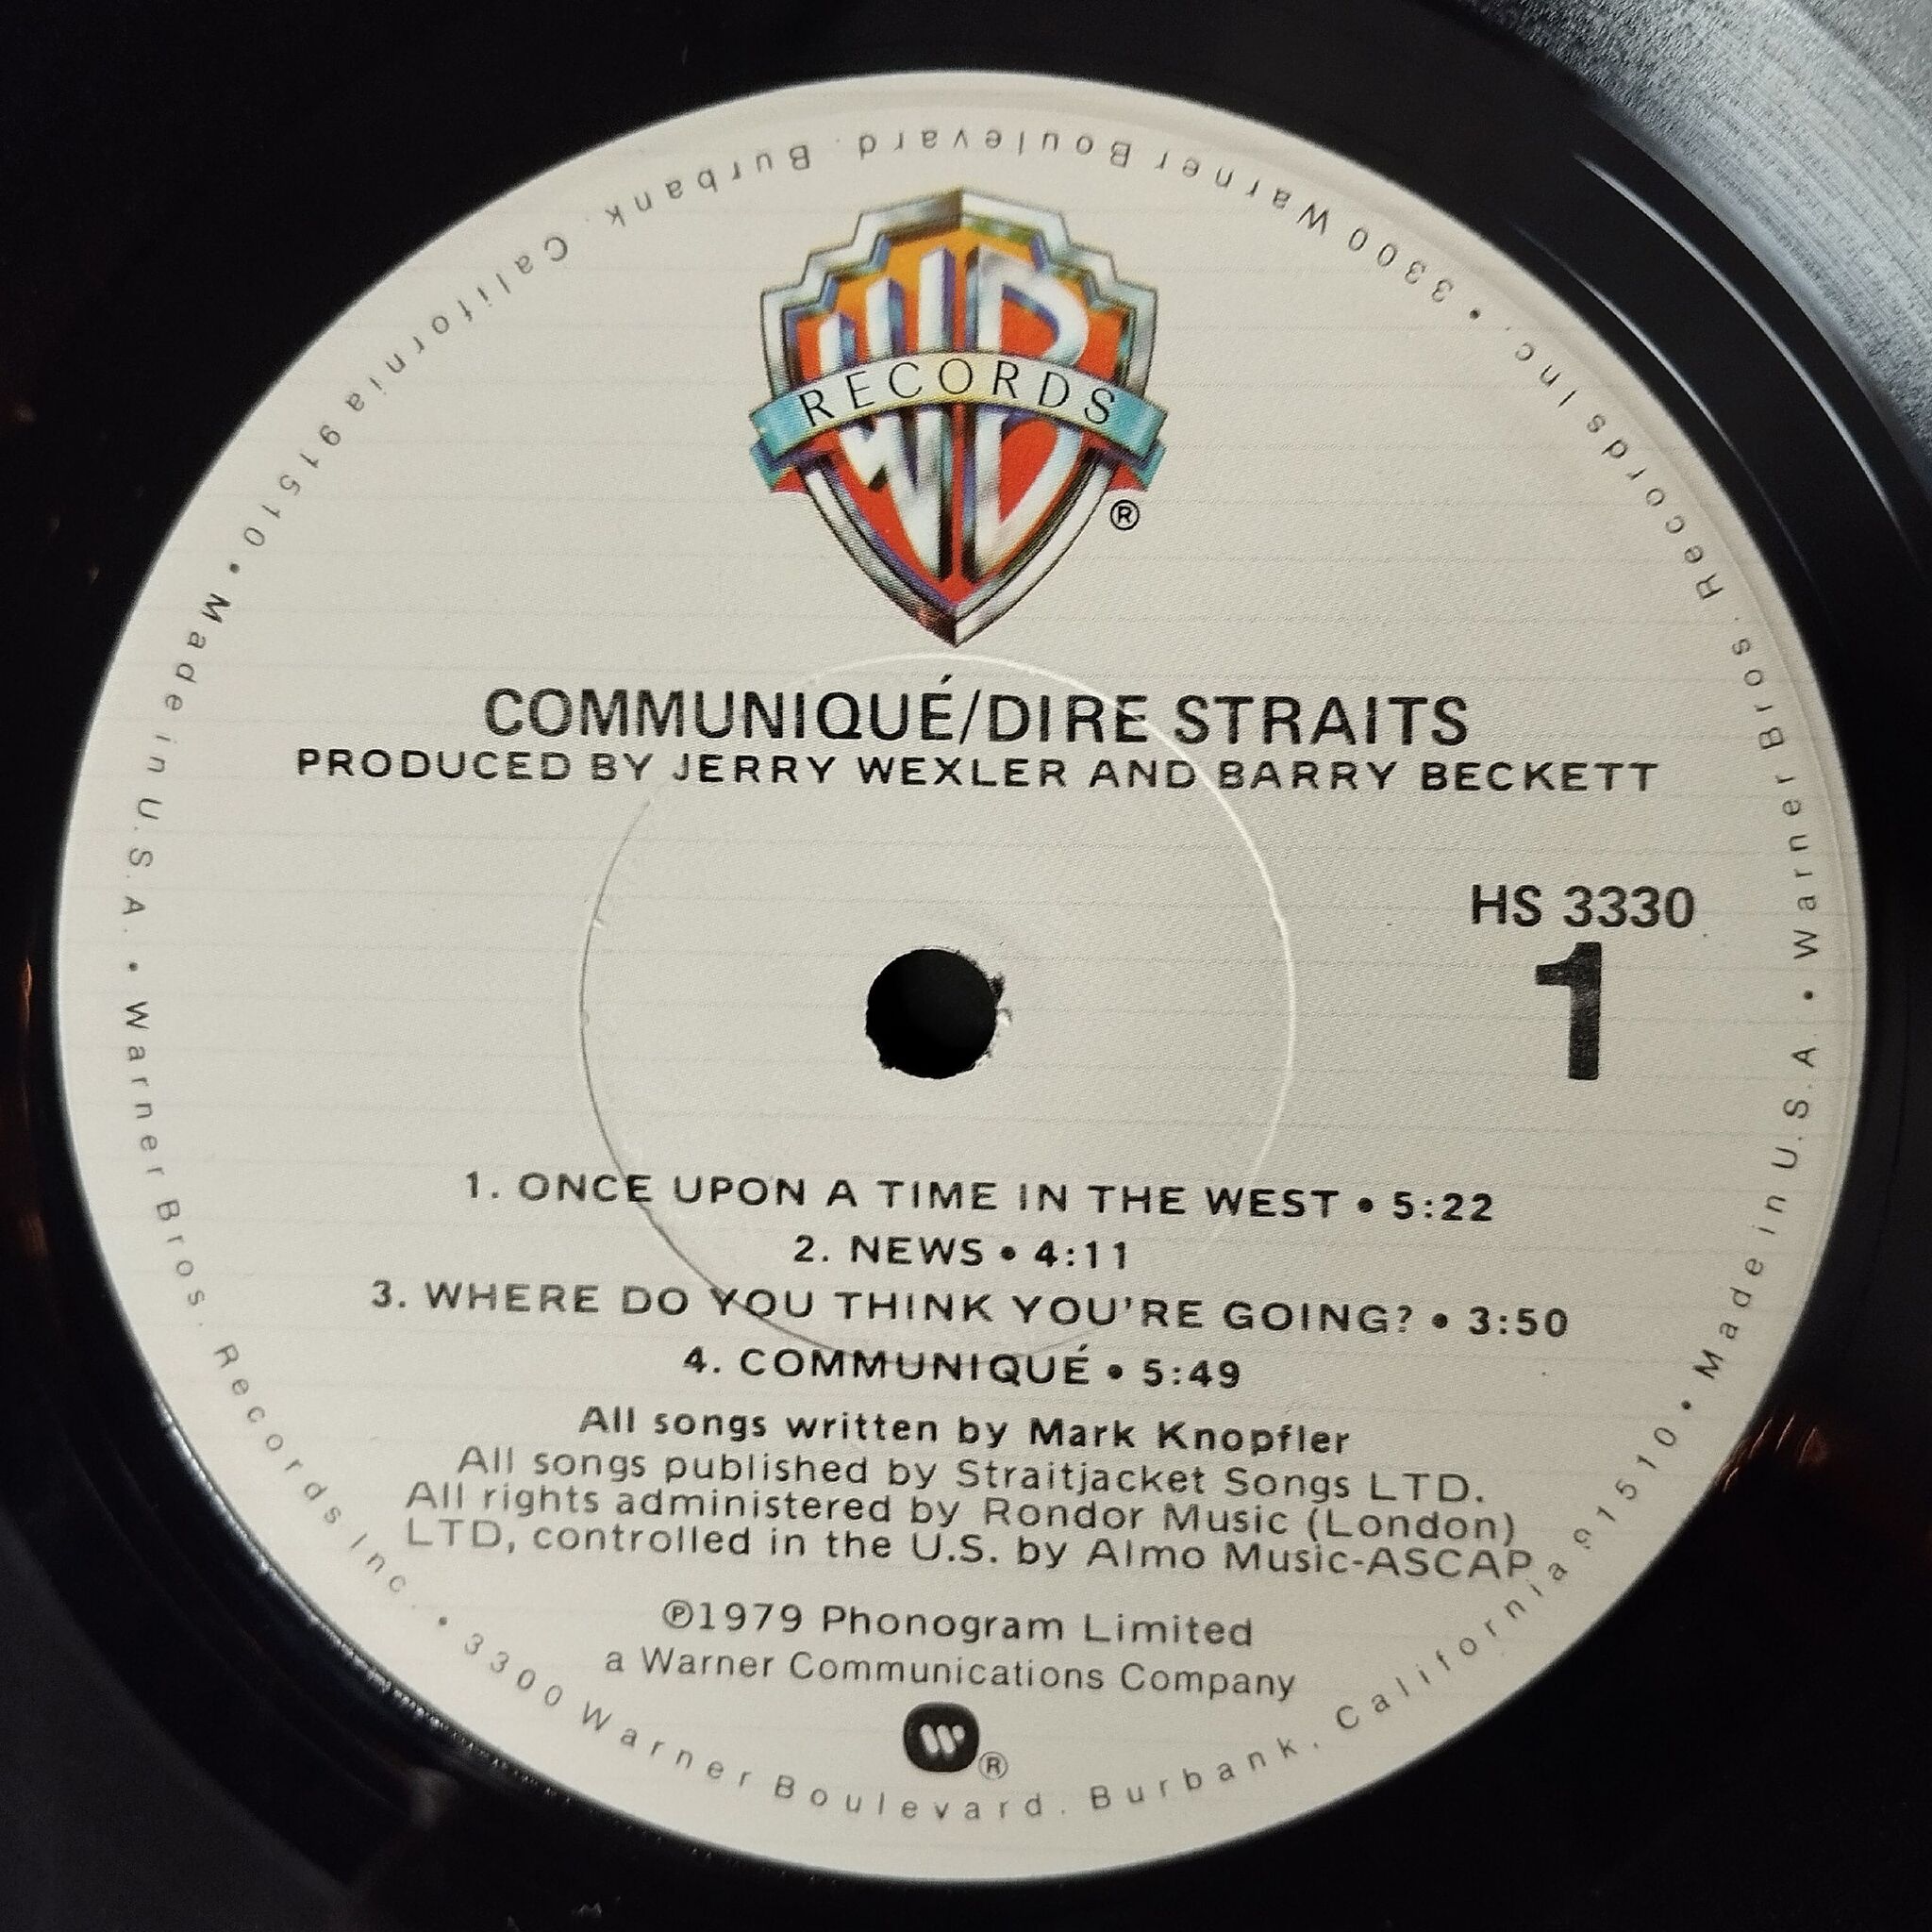 WB
RECORDS
®
COMMUNIQUÉ/DIRE STRAITS
PRODUCED BY JERRY WEXLER AND BARRY BECKETT
HS 3330
1
1. ONCE UPON A TIME IN THE WEST • 5:22
2. NEWS • 4:11
3. WHERE DO YOU THINK YOU'RE GOING? • 3:50
4. COMMUNIQUÉ • 5:49
All songs written by Mark Knopfler
All songs published by Straitjacket Songs LTD.
All rights administered by Rondor Music (London)
LTD, controlled in the U.S. by Almo Music-ASCAP
℗1979 Phonogram Limited
a Warner Communications Company
W®
Warner Bros. Records Inc. • 3300 Warner Boulevard. Burbank, California 91510 • Made in U.S.A. • Warner Bros. Records Inc. • 3300 Warner Boulevard. Burbank. California 91510 • Made in U.S.A. •